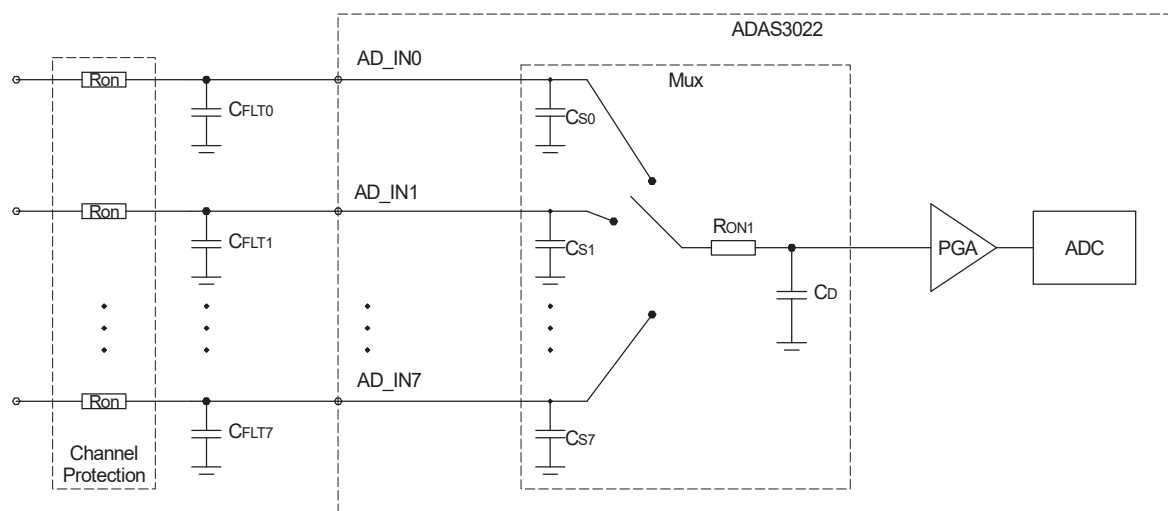 ADAS3022
AD_IN0
Ron
Mux
CFLT0
CS0
AD_IN1
Ron
RON1
PGA
ADC
CFLT1
CS1
CD
AD_IN7
Ron
CFLT7
CS7
Channel
Protection